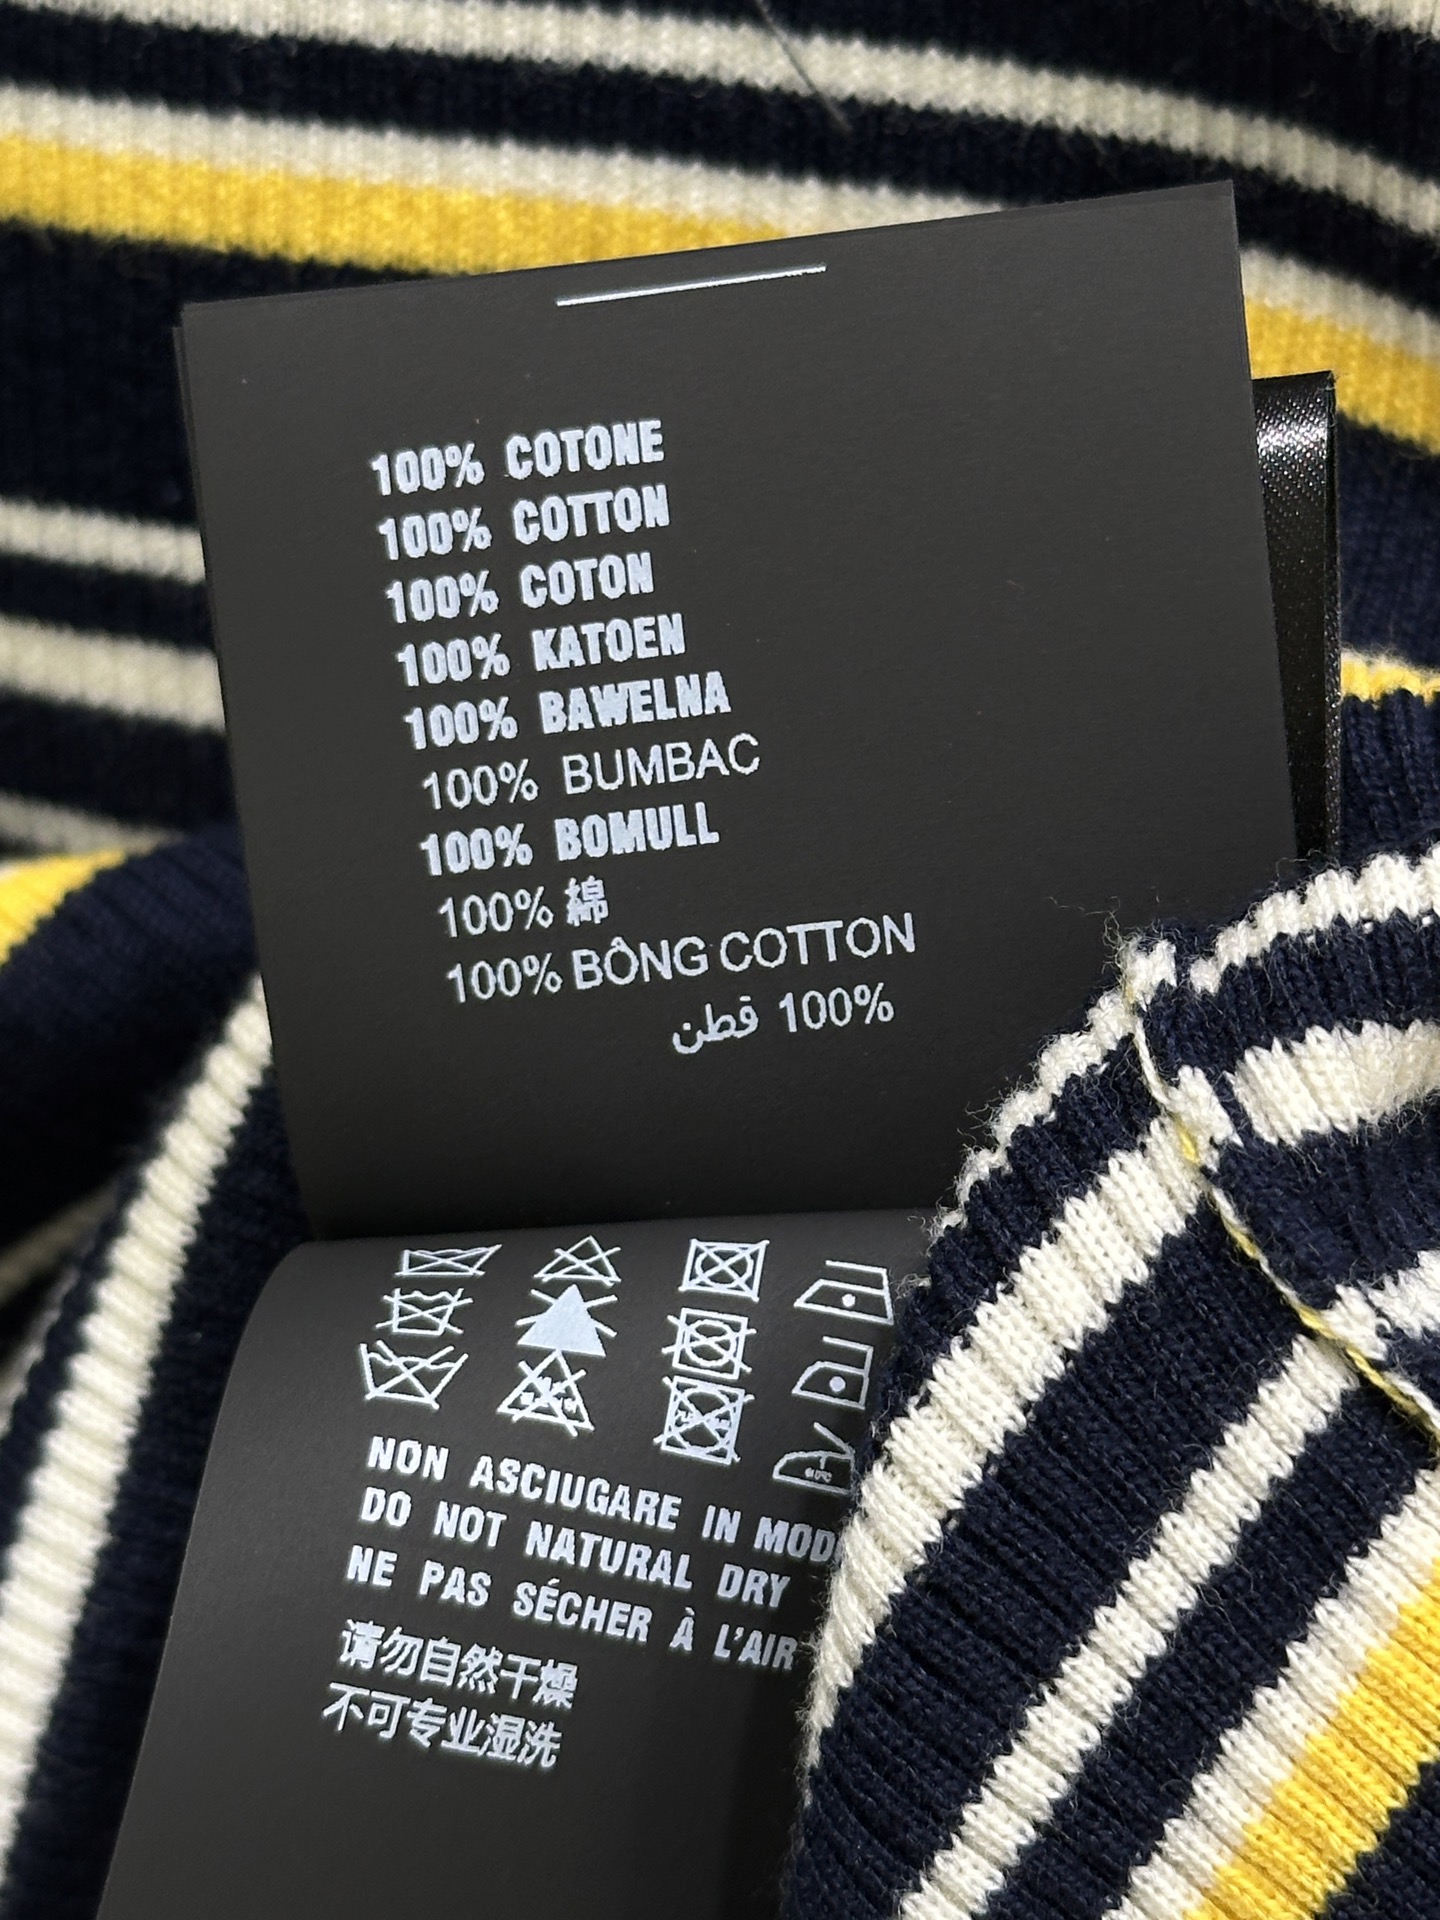 100% COTONE
100% COTTON
100% COTON
100% KATOEN
100% BAWELNA
100% BUMBAC
100% BOMULL
100% 綿
100% BÔNG COTTON
100% قطن
NON ASCIUGARE IN
DO NOT NATURAL DRY
NE PAS SÉCHER À L'AIR
请勿自然干燥
不可专业湿洗